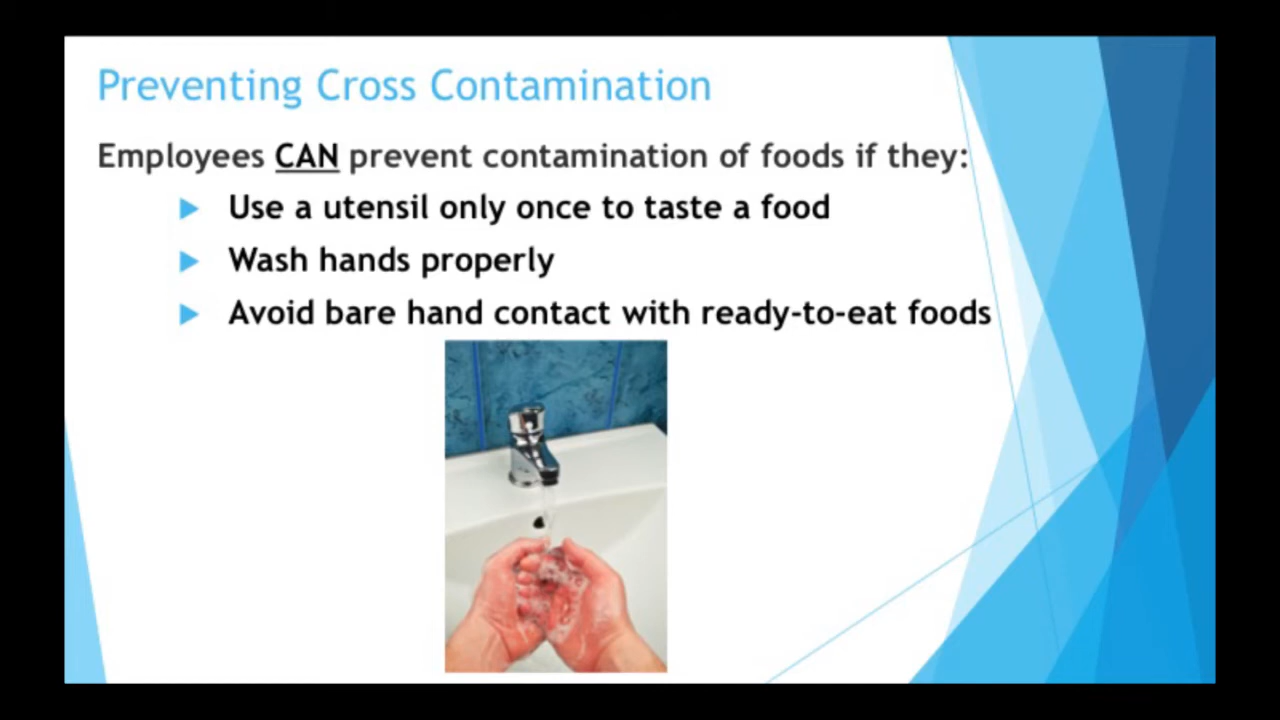 Preventing Cross Contamination
Employees CAN prevent contamination of foods if they:
Use a utensil only once to taste a food
Wash hands properly
Avoid bare hand contact with ready-to-eat foods